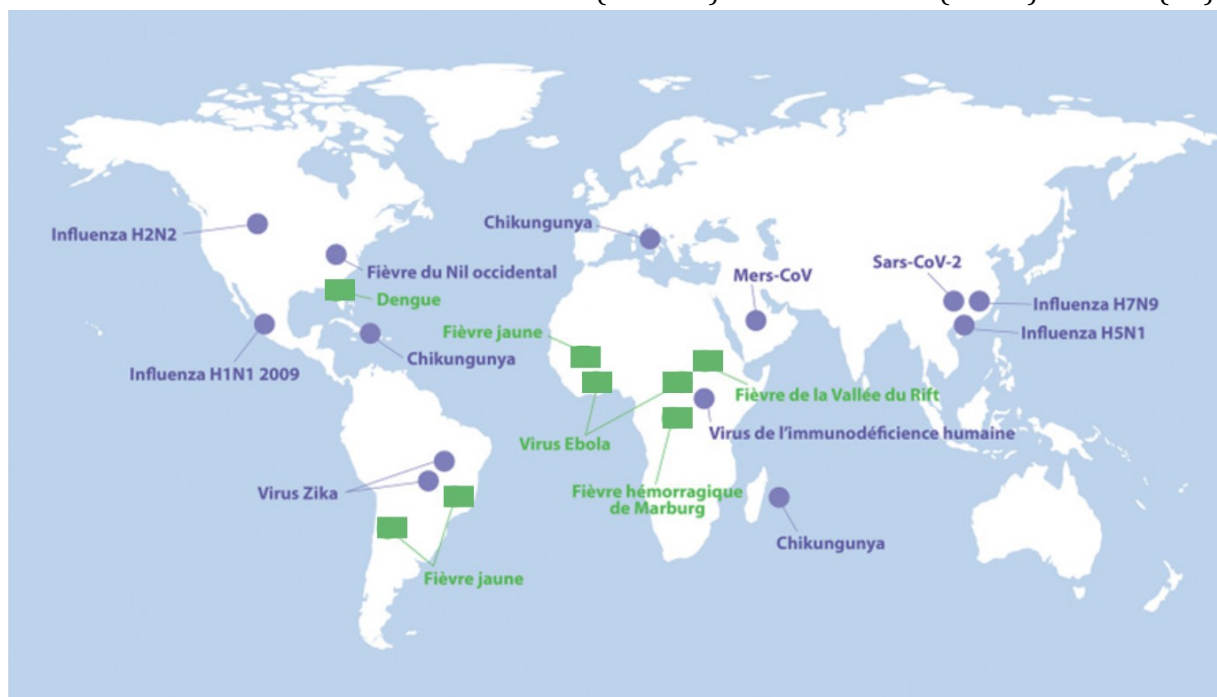 Influenza H2N2
Fièvre du Nil occidental
Dengue
Influenza H1N1 2009
Chikungunya
Chikungunya
Mers-CoV
Sars-CoV-2
Influenza H7N9
Influenza H5N1
Fièvre jaune
Fièvre de la Vallée du Rift
Virus Ebola
Virus de l’immunodéficience humaine
Fièvre hémorragique
de Marburg
Virus Zika
Fièvre jaune
Chikungunya